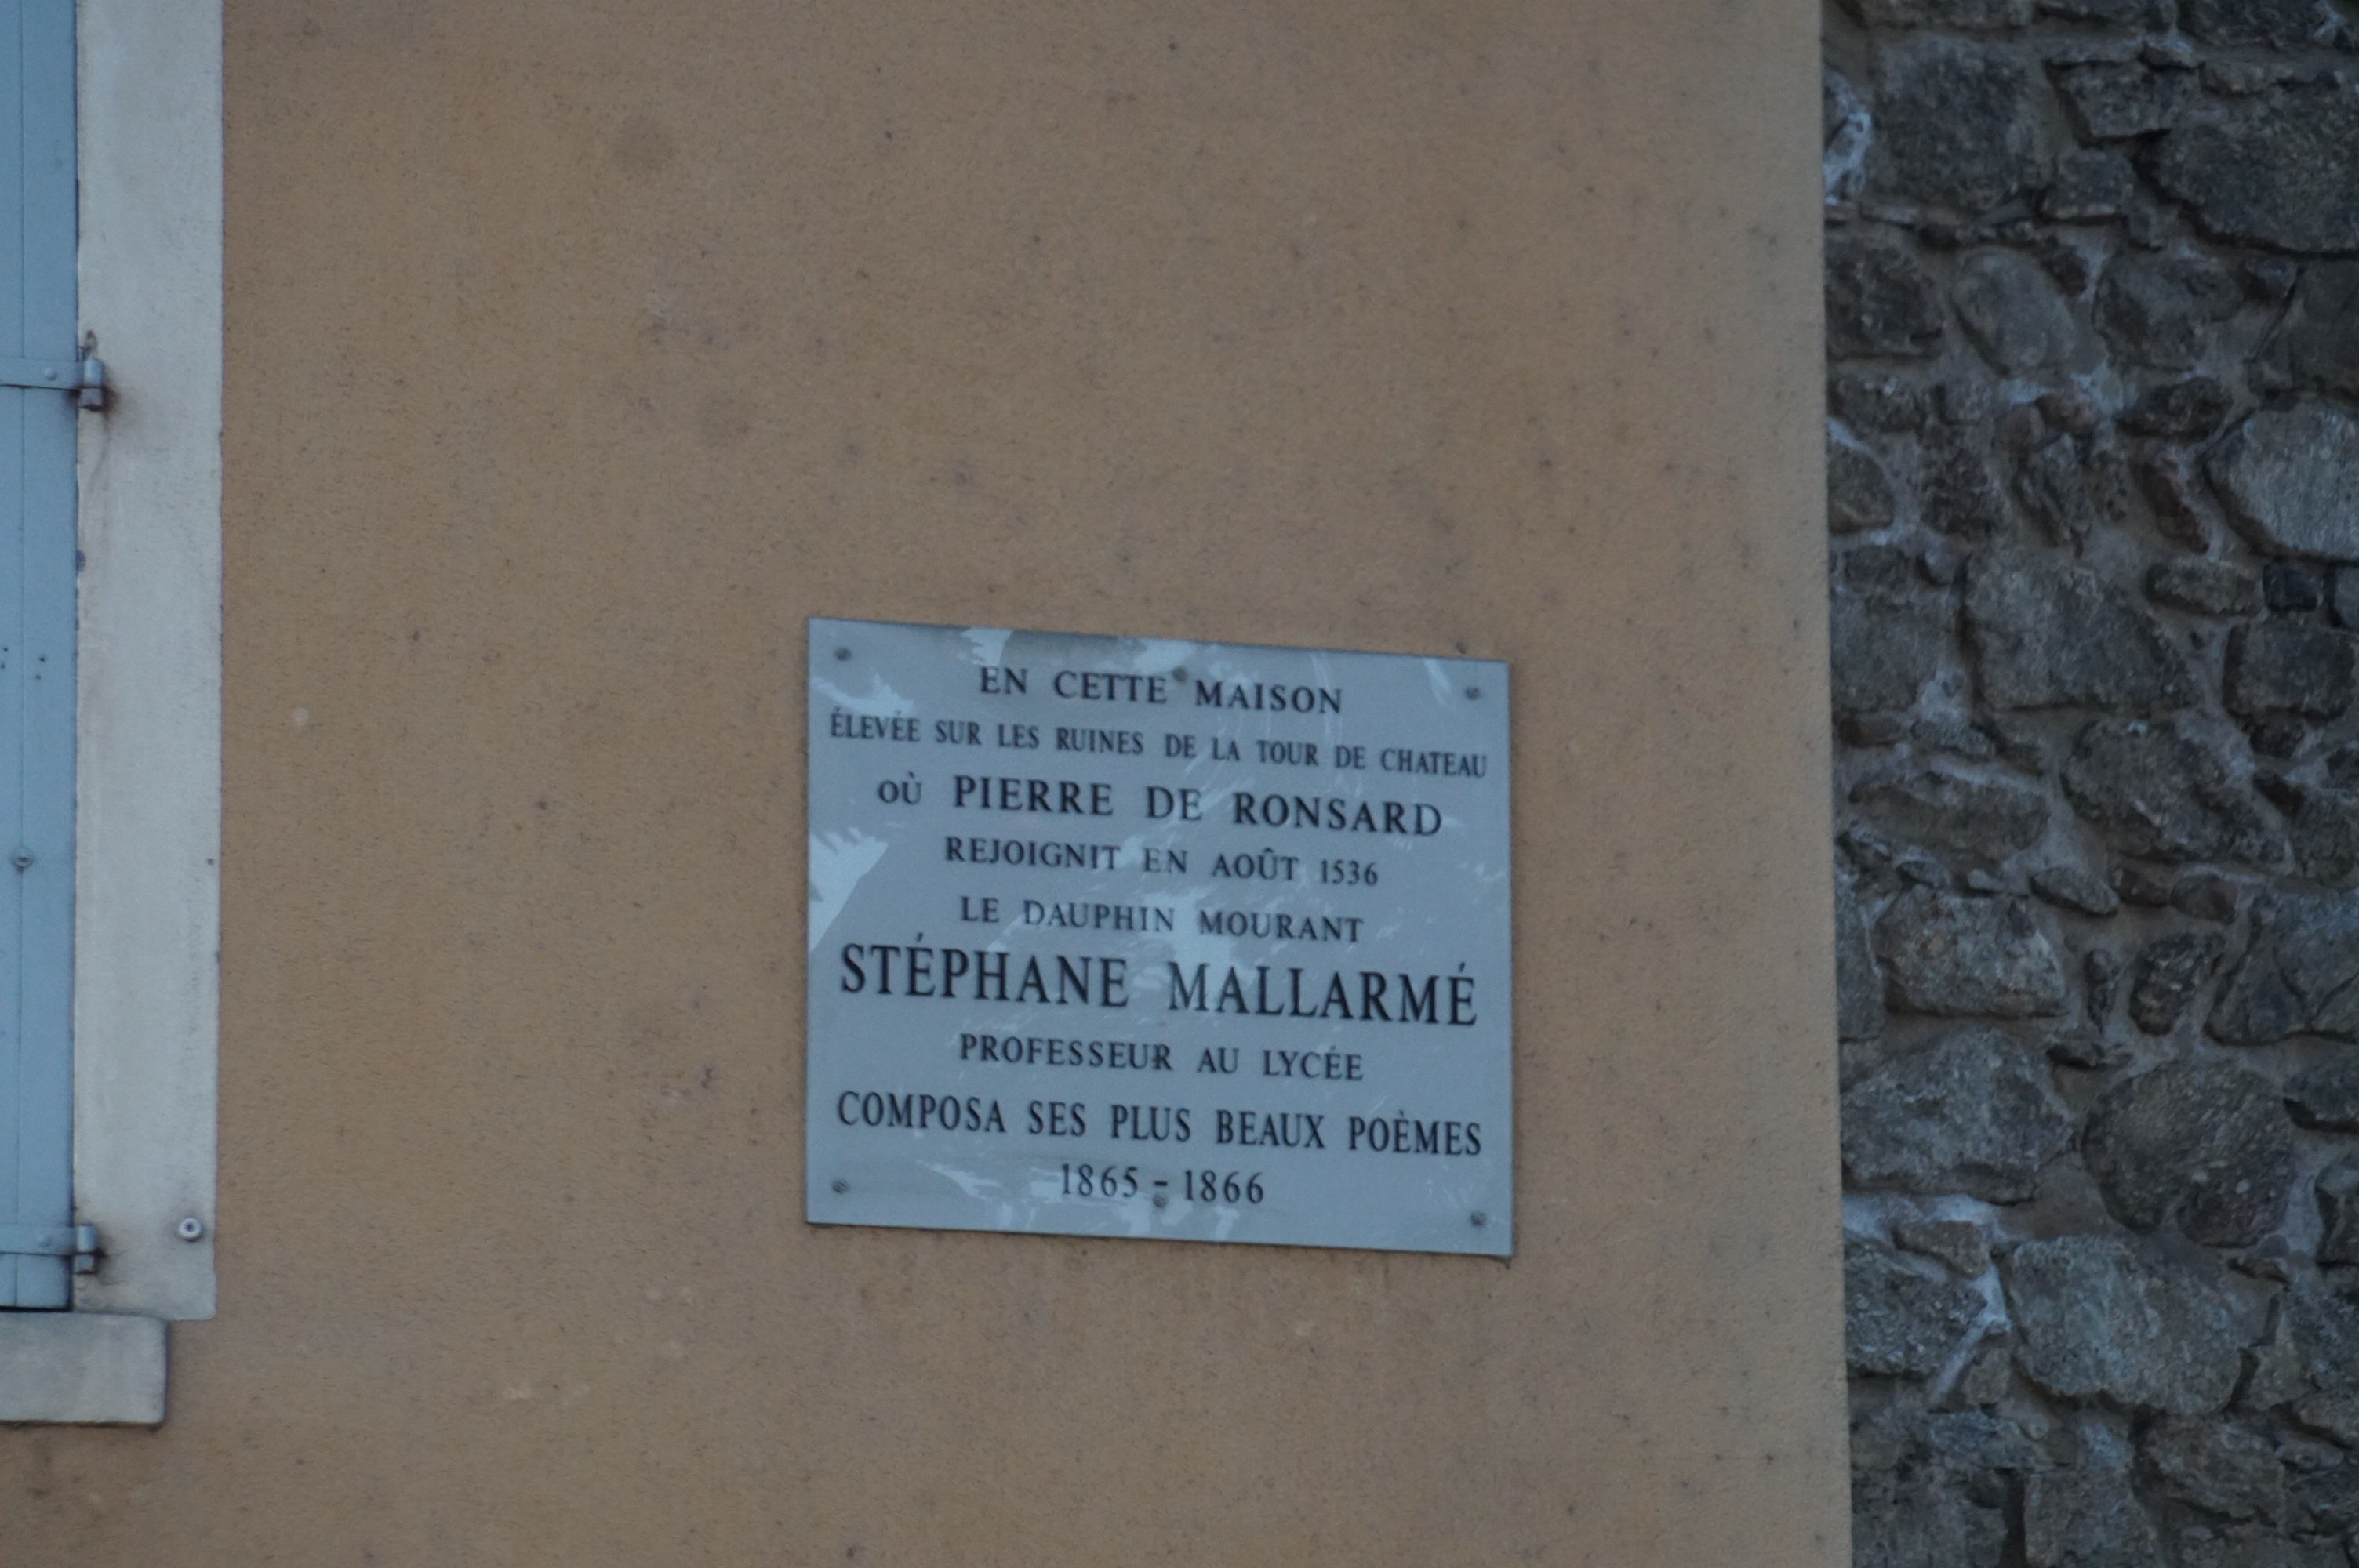 EN CETTE MAISON
ÉLEVÉE SUR LES RUINES DE LA TOUR DE CHATEAU
OÙ PIERRE DE RONSARD
REJOIGNIT EN AOÛT 1536
LE DAUPHIN MOURANT
STÉPHANE MALLARMÉ
PROFESSEUR AU LYCÉE
COMPOSA SES PLUS BEAUX POÈMES
1865 - 1866